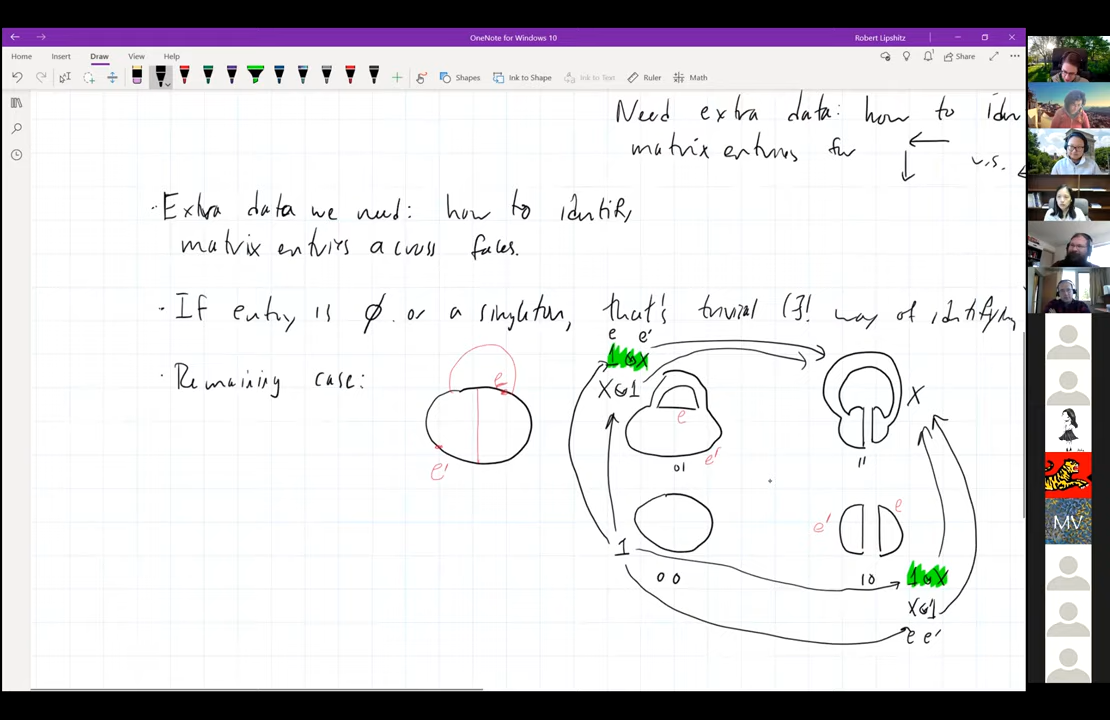 OneNote for Windows 10
Robert Lipshitz
Home Insert Draw View Help
Share
Shapes Ink to Shape Ink to Text Ruler Math
Need extra data: how to iden
matrix entries for
v.s.
· Extra data we need: how to identify
matrix entries across faces.
· If entry is ∅ or a singleton, that's trivial (∃! way of identifying
· Remaining case:
e e'
1⊗X
X⊗1
e
e'
01
X
11
e
e'
1
00
e' e
10
1⊗X
X⊗1
e e'
MV